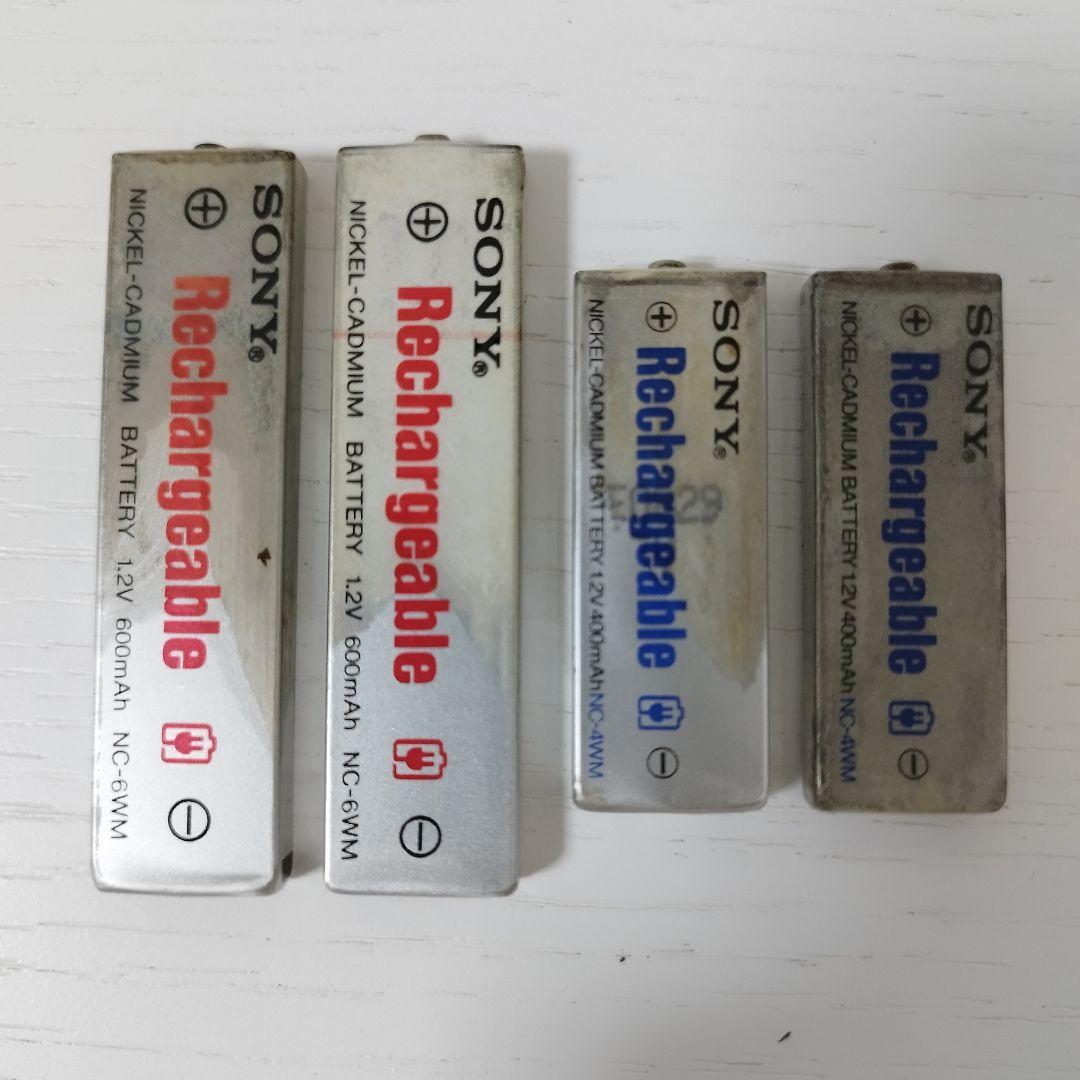 SONY®
⊕ Rechargeable ⊖
NICKEL-CADMIUM BATTERY 1.2V 600mAh NC-6WM
SONY®
⊕ Rechargeable ⊖
NICKEL-CADMIUM BATTERY 1.2V 600mAh NC-6WM
SONY®
⊕ Rechargeable ⊖
NICKEL-CADMIUM BATTERY 1.2V 400mAh NC-4WM
SONY®
⊕ Rechargeable ⊖
NICKEL-CADMIUM BATTERY 1.2V 400mAh NC-4WM